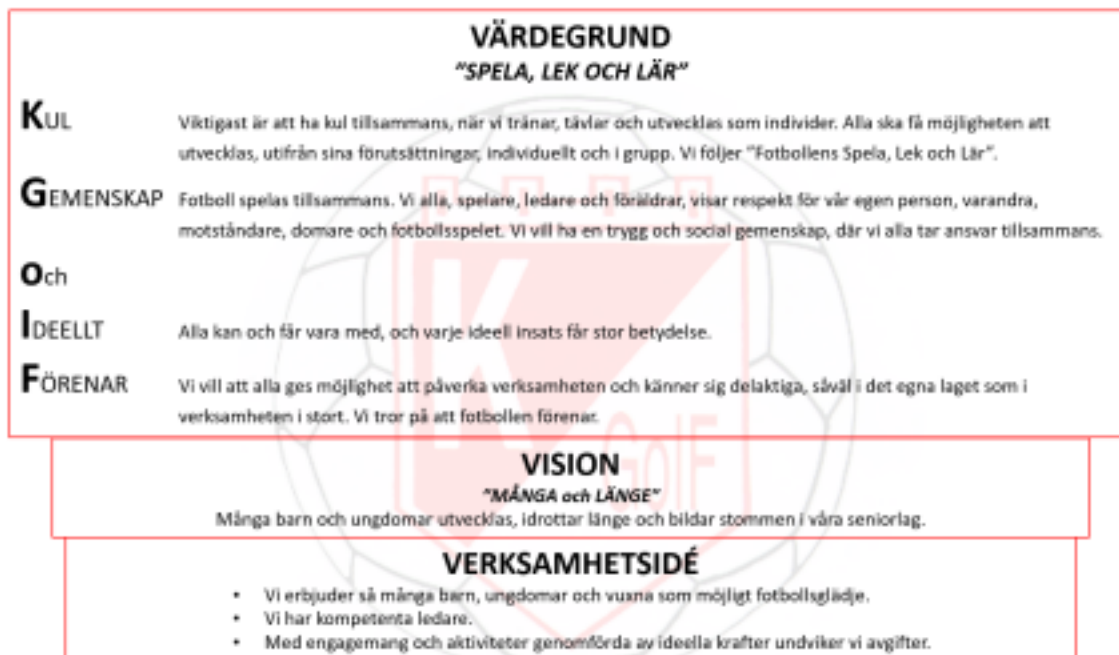 VÄRDEGRUND
"SPELA, LEK OCH LÄR"
KUL Viktigast är att ha kul tillsammans, när vi tränar, tävlar och utvecklas som individer. Alla ska få möjligheten att
utvecklas, utifrån sina förutsättningar, individuellt och i grupp. Vi följer "Fotbollens Spela, Lek och Lär".
GEMENSKAP Fotboll spelas tillsammans. Vi alla, spelare, ledare och föräldrar, visar respekt för vår egen person, varandra,
motståndare, domare och fotbollsspelet. Vi vill ha en trygg och social gemenskap, där vi alla tar ansvar tillsammans.
Och
IDEELLT Alla kan och får vara med, och varje ideell insats får stor betydelse.
FÖRENAR Vi vill att alla ges möjlighet att påverka verksamheten och känner sig delaktiga, såväl i det egna laget som i
verksamheten i stort. Vi tror på att fotbollen förenar.
K
GoIF
VISION
"MÅNGA och LÄNGE"
Många barn och ungdomar utvecklas, idrottar länge och bildar stommen i våra seniorlag.
VERKSAMHETSIDÉ
• Vi erbjuder så många barn, ungdomar och vuxna som möjligt fotbollsglädje.
• Vi har kompetenta ledare.
• Med engagemang och aktiviteter genomförda av ideella krafter undviker vi avgifter.